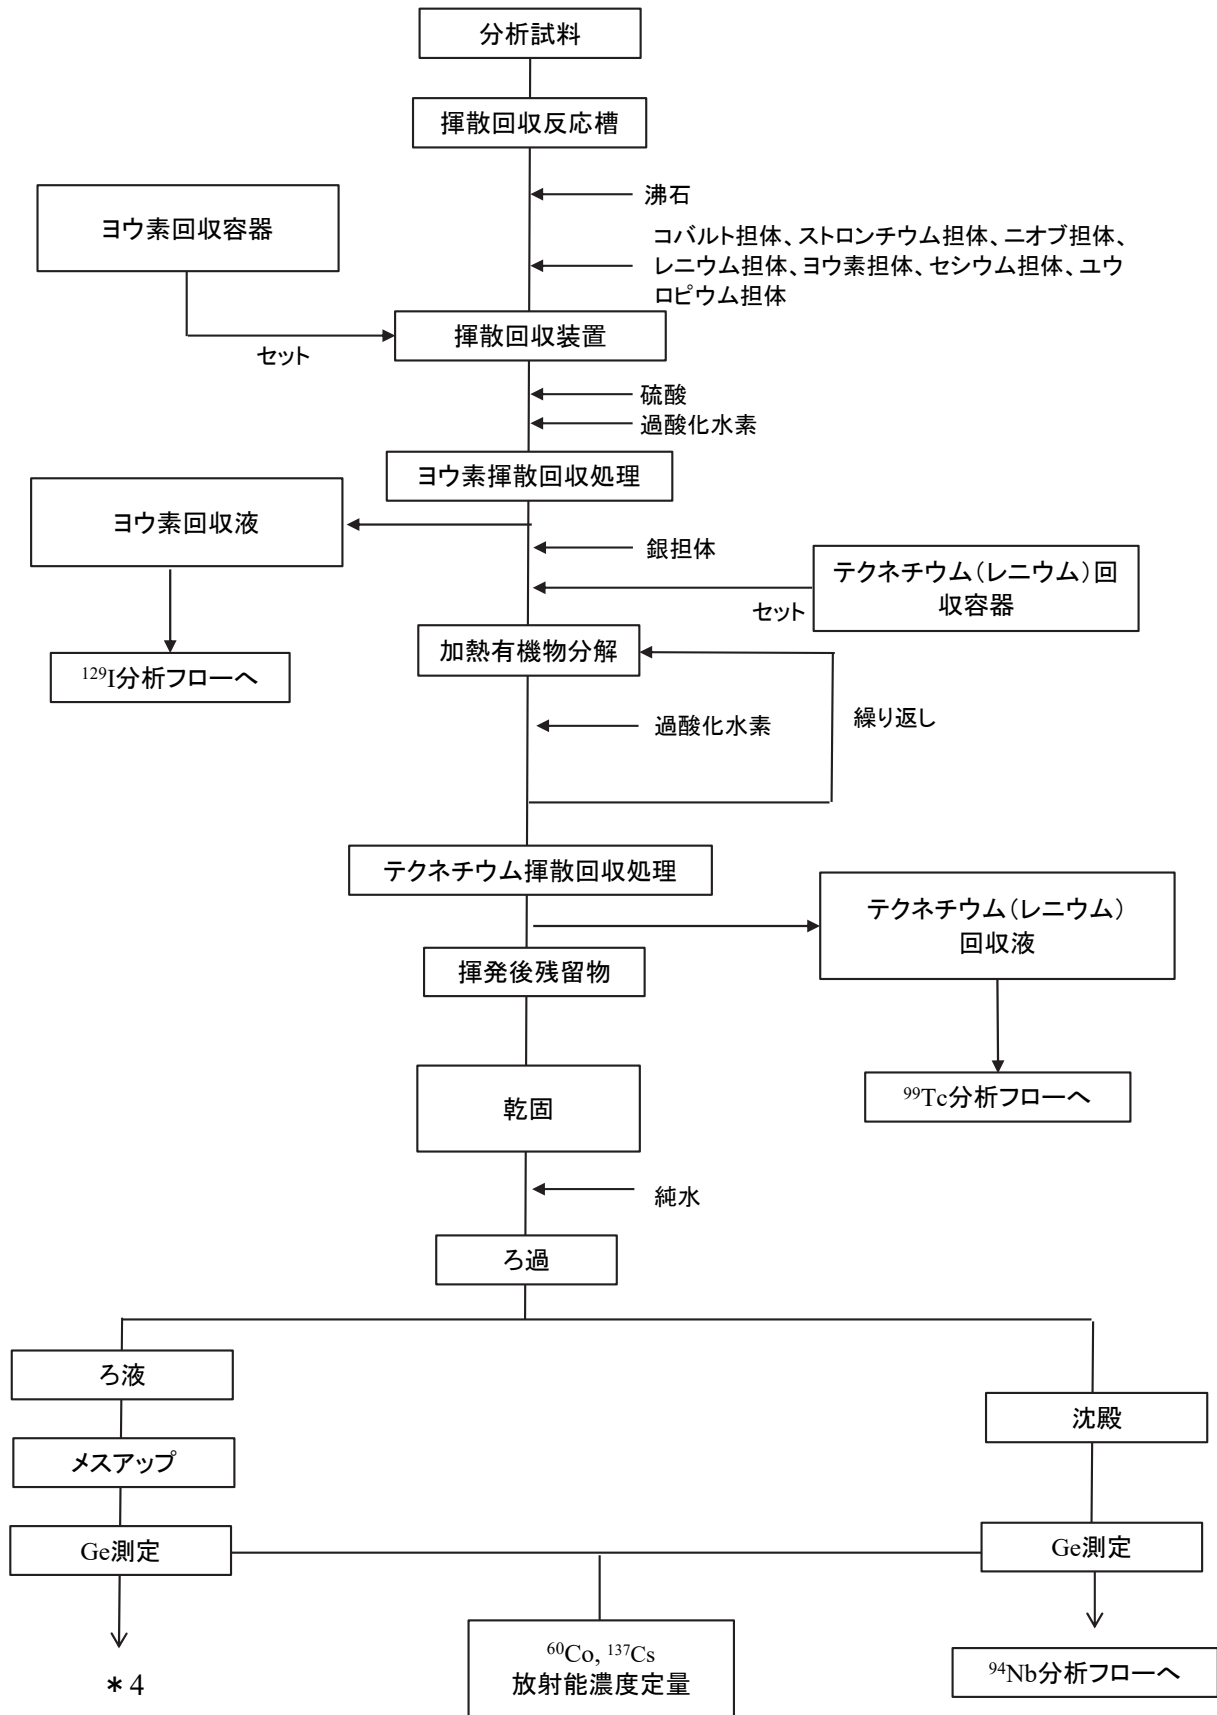 分析試料
揮散回収反応槽
沸石
ヨウ素回収容器
コバルト担体、ストロンチウム担体、ニオブ担体、
レニウム担体、ヨウ素担体、セシウム担体、ユウ
ロピウム担体
揮散回収装置
セット
硫酸
過酸化水素
ヨウ素揮散回収処理
ヨウ素回収液
銀担体
テクネチウム(レニウム)回
収容器
セット
加熱有機物分解
129I分析フローへ
過酸化水素
繰り返し
テクネチウム揮散回収処理
テクネチウム(レニウム)
回収液
揮発後残留物
99Tc分析フローへ
乾固
純水
ろ過
ろ液
沈殿
メスアップ
Ge測定
Ge測定
60Co, 137Cs
放射能濃度定量
94Nb分析フローへ
*4